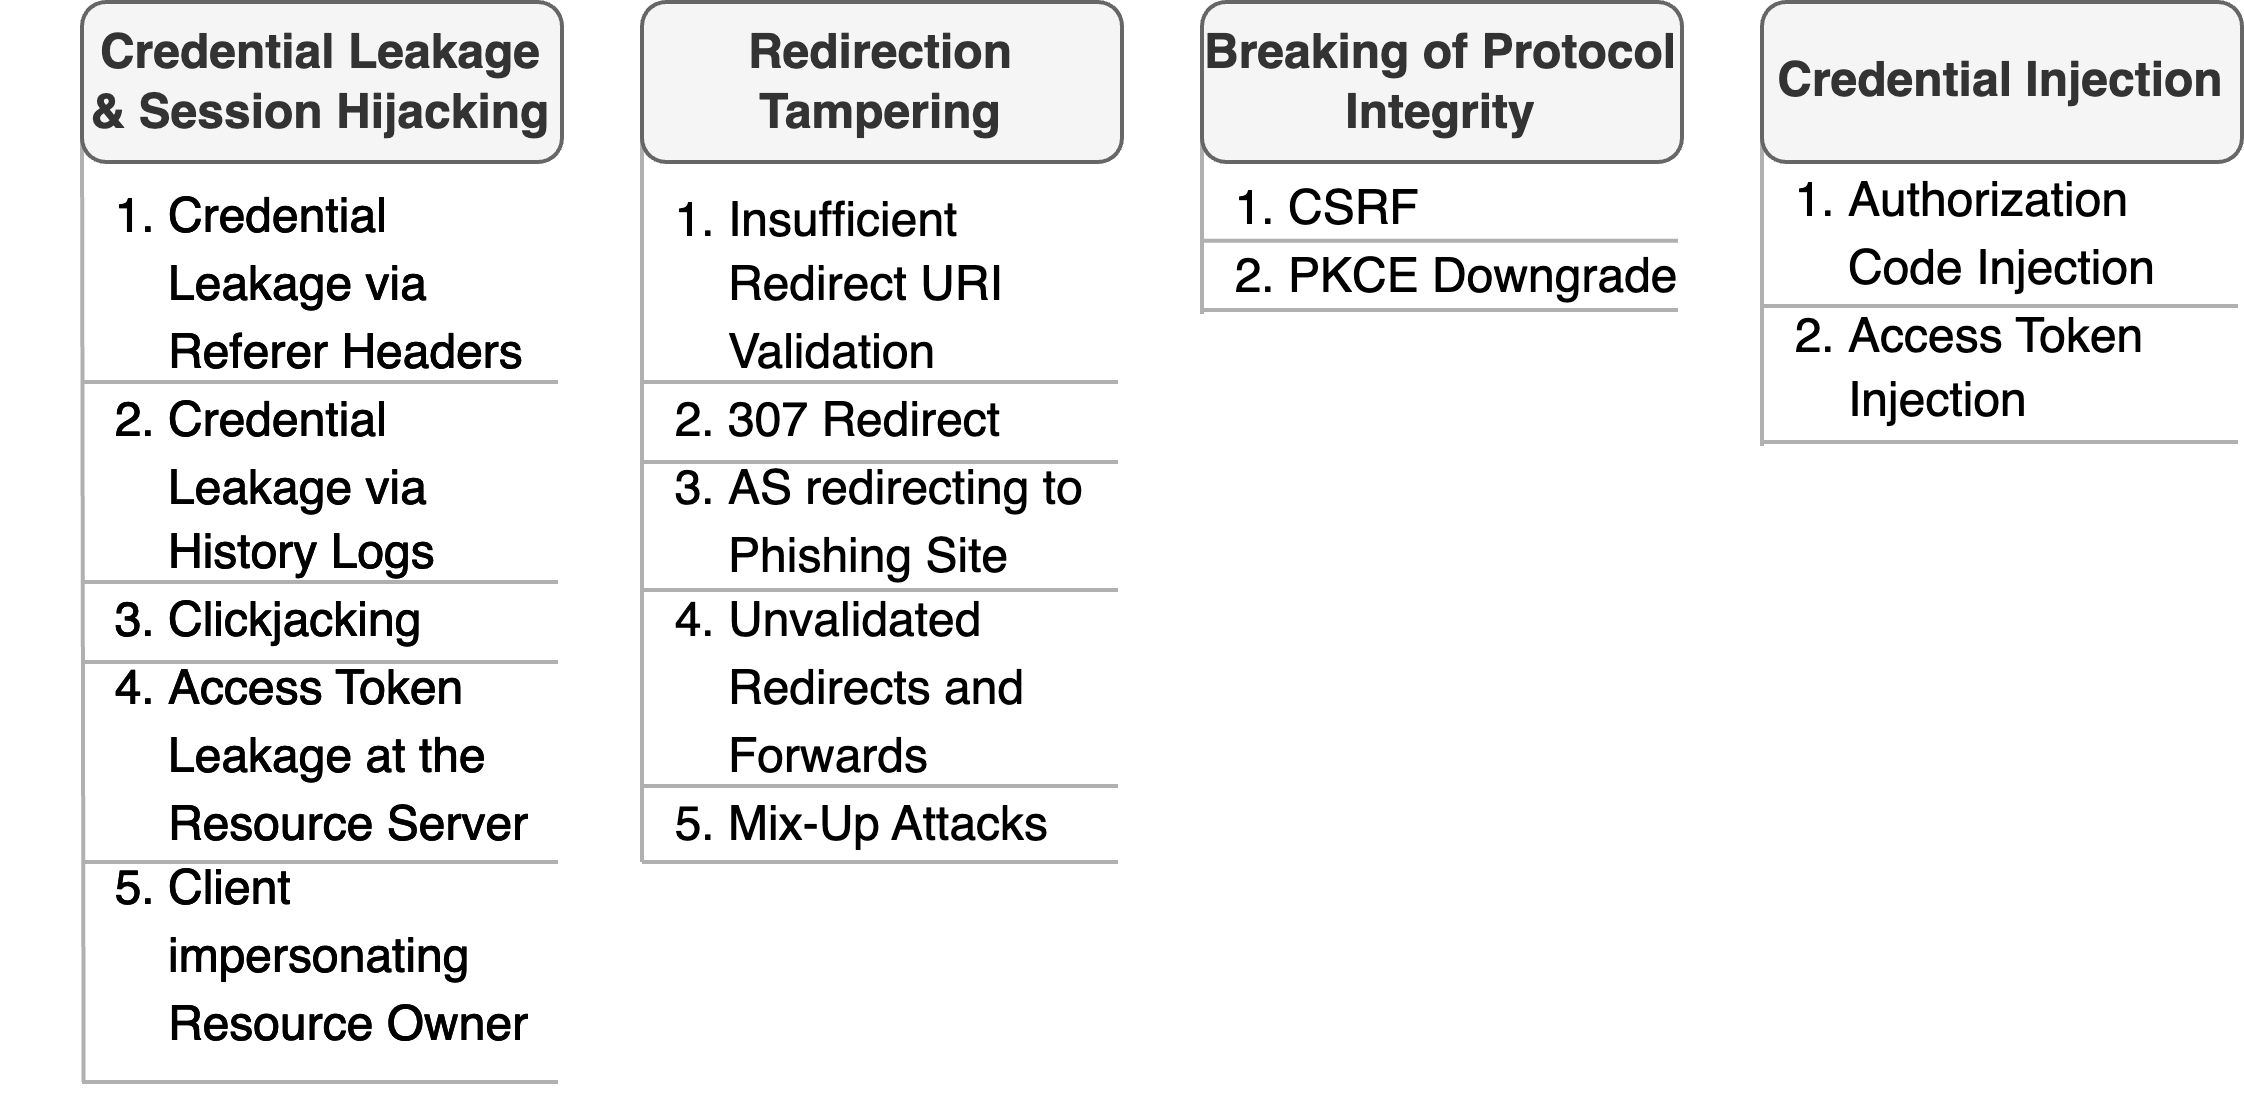 Credential Leakage
& Session Hijacking
1. Credential
Leakage via
Referer Headers
2. Credential
Leakage via
History Logs
3. Clickjacking
4. Access Token
Leakage at the
Resource Server
5. Client
impersonating
Resource Owner
Redirection
Tampering
1. Insufficient
Redirect URI
Validation
2. 307 Redirect
3. AS redirecting to
Phishing Site
4. Unvalidated
Redirects and
Forwards
5. Mix-Up Attacks
Breaking of Protocol
Integrity
1. CSRF
2. PKCE Downgrade
Credential Injection
1. Authorization
Code Injection
2. Access Token
Injection